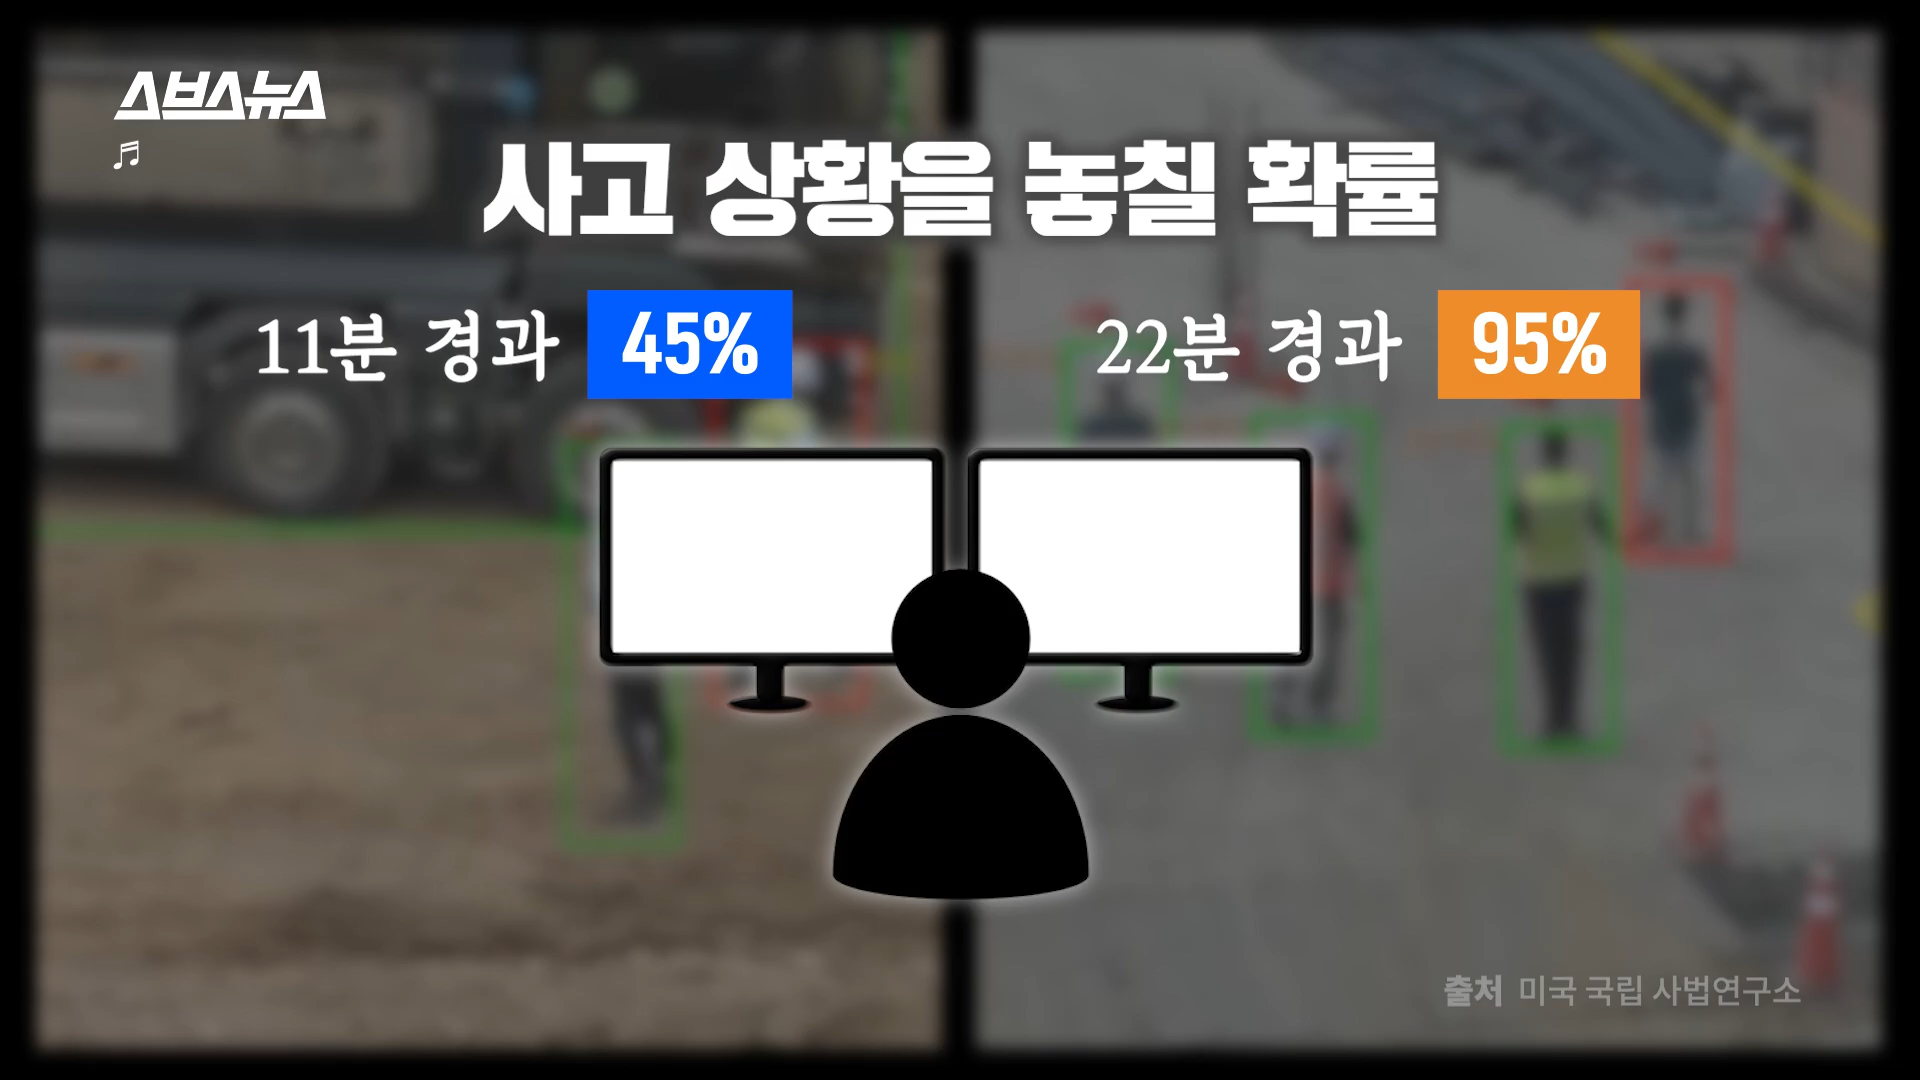 스브스뉴스
사고 상황을 놓칠 확률
11분 경과 45%
22분 경과 95%
출처 미국 국립 사법연구소